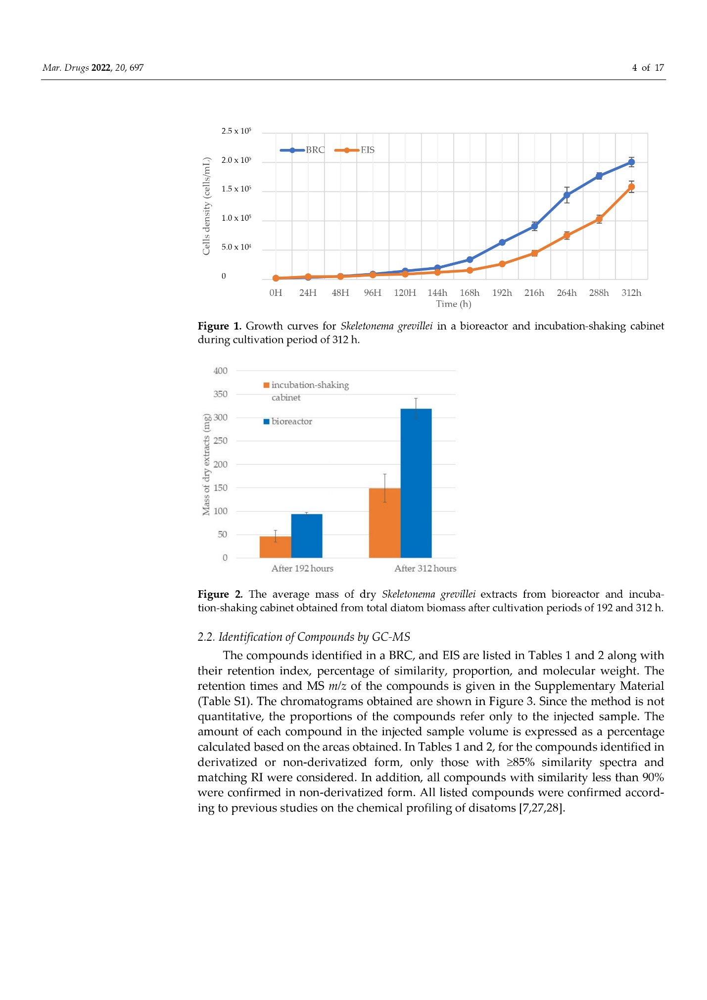 Mar. Drugs 2022, 20, 697
4 of 17
2.5 x 10⁵
2.0 x 10⁵
1.5 x 10⁵
1.0 x 10⁵
5.0 x 10⁴
0
Cells density (cells/mL)
BRC
EIS
0H 24H 48H 96H 120H 144h 168h 192h 216h 264h 288h 312h
Time (h)
Figure 1. Growth curves for Skeletonema grevillei in a bioreactor and incubation-shaking cabinet
during cultivation period of 312 h.
400
350
300
250
200
150
100
50
0
Mass of dry extracts (mg)
incubation-shaking
cabinet
bioreactor
After 192 hours
After 312 hours
Figure 2. The average mass of dry Skeletonema grevillei extracts from bioreactor and incuba-
tion-shaking cabinet obtained from total diatom biomass after cultivation periods of 192 and 312 h.
2.2. Identification of Compounds by GC-MS
The compounds identified in a BRC, and EIS are listed in Tables 1 and 2 along with
their retention index, percentage of similarity, proportion, and molecular weight. The
retention times and MS m/z of the compounds is given in the Supplementary Material
(Table S1). The chromatograms obtained are shown in Figure 3. Since the method is not
quantitative, the proportions of the compounds refer only to the injected sample. The
amount of each compound in the injected sample volume is expressed as a percentage
calculated based on the areas obtained. In Tables 1 and 2, for the compounds identified in
derivatized or non-derivatized form, only those with ≥85% similarity spectra and
matching RI were considered. In addition, all compounds with similarity less than 90%
were confirmed in non-derivatized form. All listed compounds were confirmed accord-
ing to previous studies on the chemical profiling of disatoms [7,27,28].